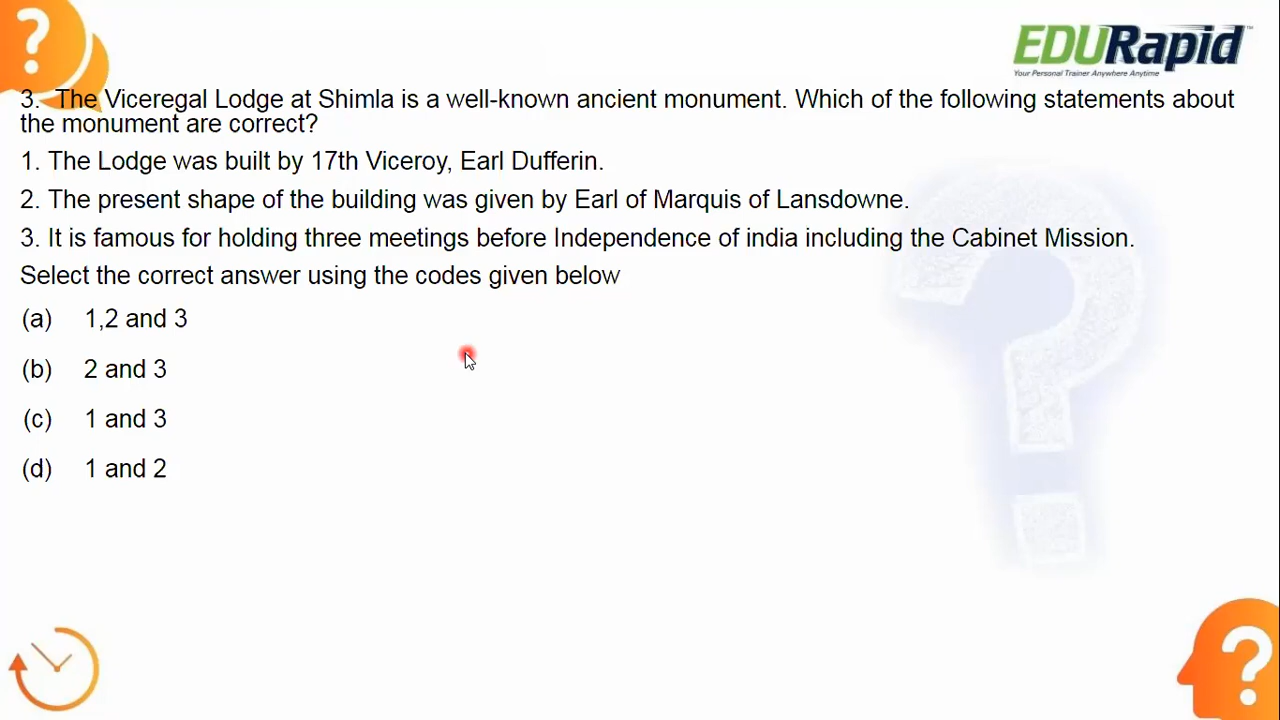 EDURapid™
Your Personal Trainer Anywhere Anytime
3. The Viceregal Lodge at Shimla is a well-known ancient monument. Which of the following statements about
the monument are correct?
1. The Lodge was built by 17th Viceroy, Earl Dufferin.
2. The present shape of the building was given by Earl of Marquis of Lansdowne.
3. It is famous for holding three meetings before Independence of india including the Cabinet Mission.
Select the correct answer using the codes given below
(a) 1,2 and 3
(b) 2 and 3
(c) 1 and 3
(d) 1 and 2